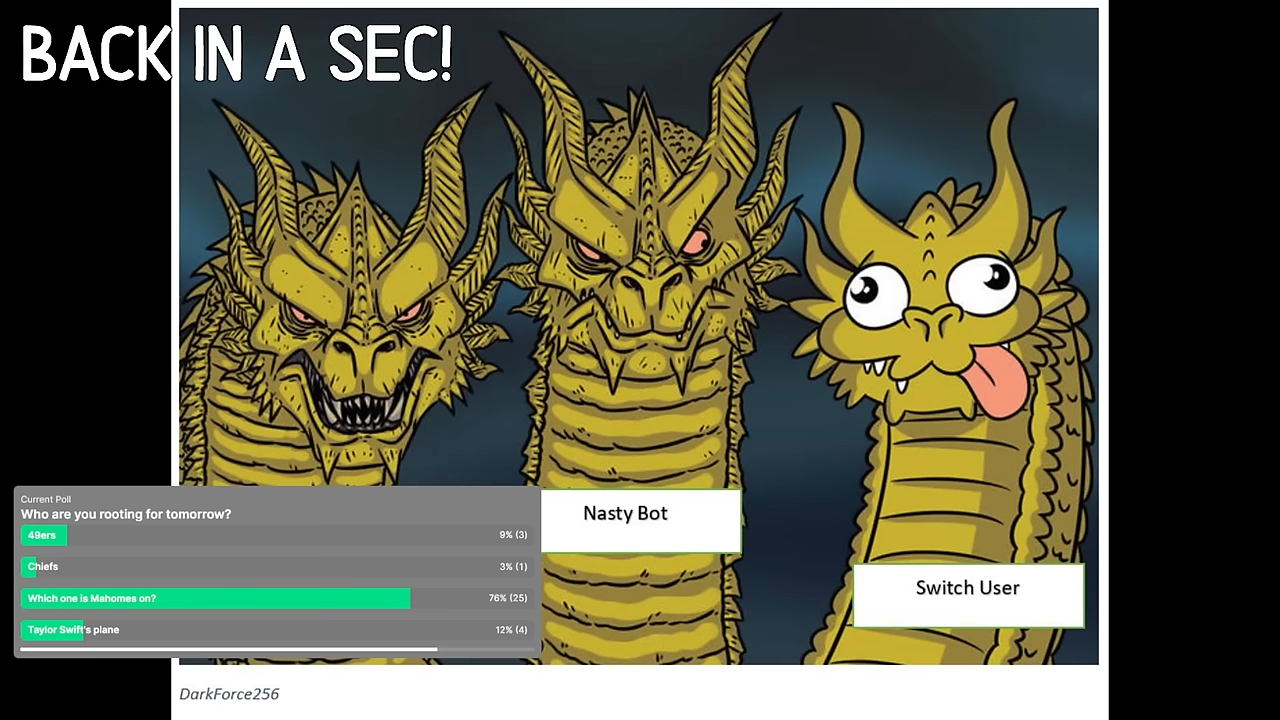 BACK IN A SEC!
Current Poll
Who are you rooting for tomorrow?
49ers 9% (3)
Chiefs 3% (1)
Which one is Mahomes on? 76% (25)
Taylor Swift's plane 12% (4)
Nasty Bot
Switch User
DarkForce256